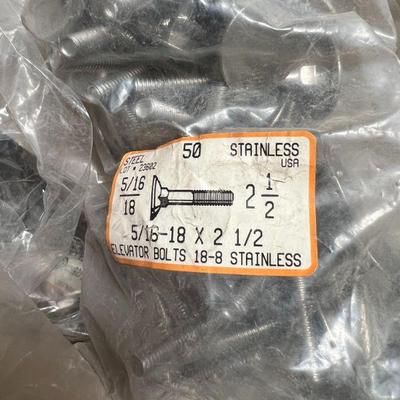 STEEL 50 STAINLESS
LOT # 23602 USA
5/16
18
2 1/2
5/16-18 X 2 1/2
ELEVATOR BOLTS 18-8 STAINLESS